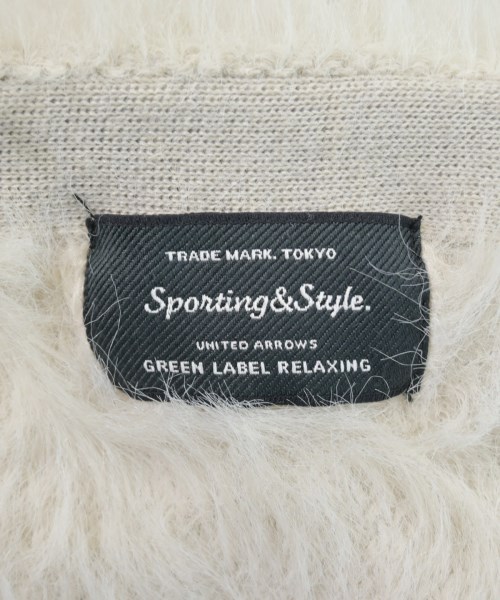 TRADE MARK. TOKYO
Sporting&Style.
UNITED ARROWS
GREEN LABEL RELAXING